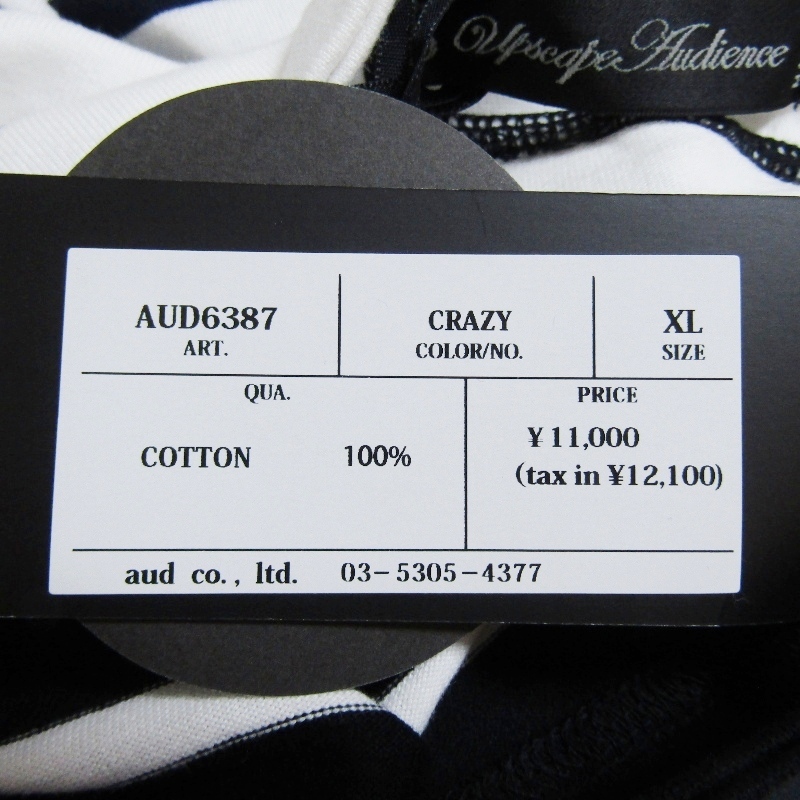 Upscape Audience
AUD6387
ART.
CRAZY
COLOR/NO.
XL
SIZE
QUA.
COTTON 100%
PRICE
¥11,000
(tax in ¥12,100)
aud co., ltd. 03-5305-4377